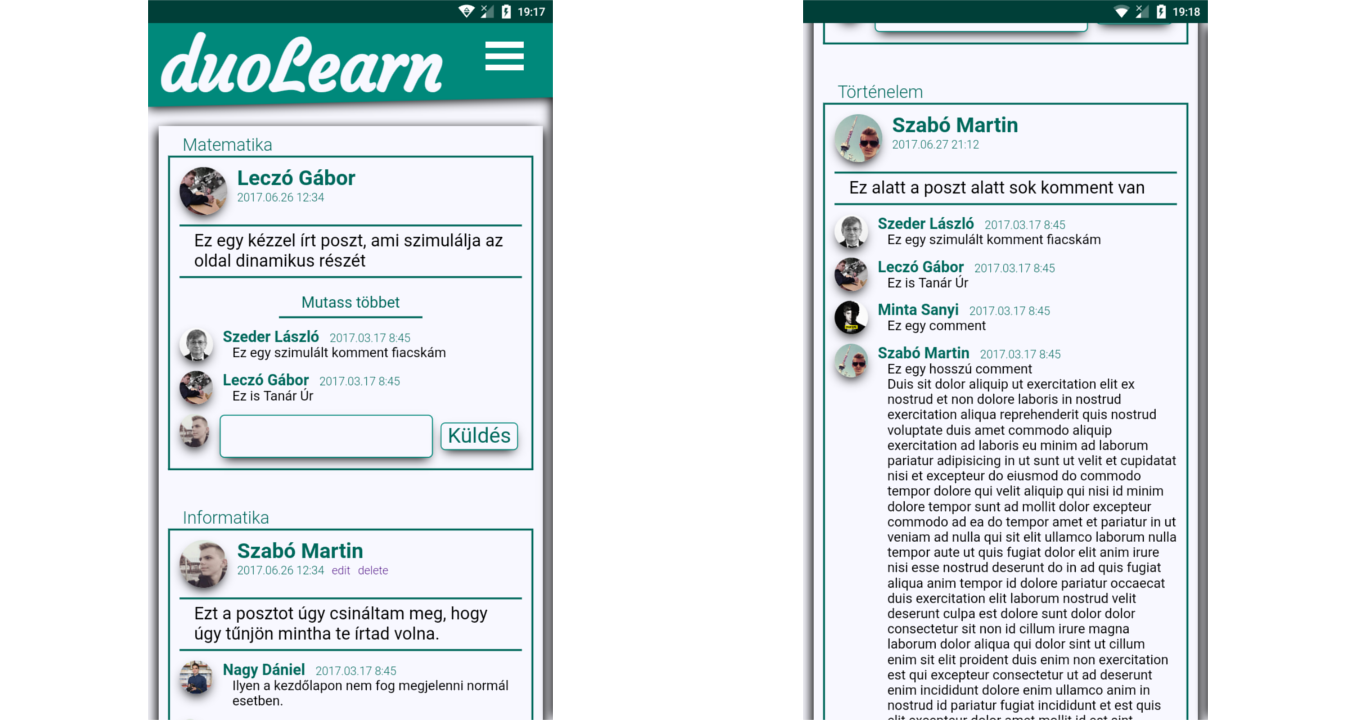 19:17
duoLearn
Matematika
Leczó Gábor
2017.06.26 12:34
Ez egy kézzel írt poszt, ami szimulálja az
oldal dinamikus részét
Mutass többet
Szeder László 2017.03.17 8:45
Ez egy szimulált komment fiacskám
Leczó Gábor 2017.03.17 8:45
Ez is Tanár Úr
Küldés
Informatika
Szabó Martin
2017.06.26 12:34 edit delete
Ezt a posztot úgy csináltam meg, hogy
úgy tűnjön mintha te írtad volna.
Nagy Dániel 2017.03.17 8:45
Ilyen a kezdőlapon nem fog megjelenni normál
esetben.
19:18
Történelem
Szabó Martin
2017.06.27 21:12
Ez alatt a poszt alatt sok komment van
Szeder László 2017.03.17 8:45
Ez egy szimulált komment fiacskám
Leczó Gábor 2017.03.17 8:45
Ez is Tanár Úr
Minta Sanyi 2017.03.17 8:45
Ez egy comment
Szabó Martin 2017.03.17 8:45
Ez egy hosszú comment
Duis sit dolor aliquip ut exercitation elit ex
nostrud et non dolore laboris in nostrud
exercitation aliqua reprehenderit quis nostrud
voluptate duis amet commodo aliquip
exercitation ad laboris eu minim ad laborum
pariatur adipisicing in ut sunt ut velit et cupidatat
nisi et excepteur do eiusmod do commodo
tempor dolore qui velit aliquip qui nisi id minim
dolore tempor sunt ad mollit dolor excepteur
commodo ad ea do tempor amet et pariatur in ut
veniam ad nulla qui sit elit ullamco laborum nulla
tempor aute ut quis fugiat dolor elit anim irure
nisi esse nostrud deserunt do in ad quis fugiat
aliqua anim tempor id dolore pariatur occaecat
duis exercitation elit laborum nostrud velit
deserunt culpa est dolore sunt dolor dolor
consectetur sit non id cillum irure magna
laborum dolor aliqua qui dolor sint ut cillum
enim sit elit proident duis enim non exercitation
est qui excepteur consectetur ut ad deserunt
enim incididunt dolore enim ullamco anim in
nostrud id pariatur fugiat incididunt et est quis
elit excepteur dolor amet mollit id est sint